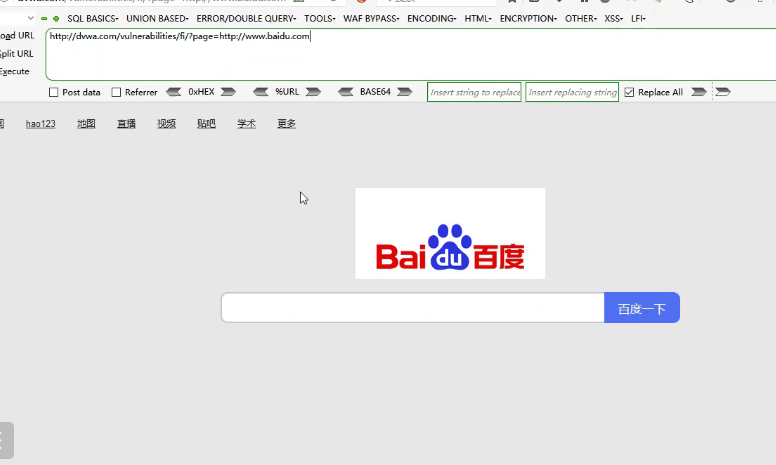 SQL BASICS▾ UNION BASED▾ ERROR/DOUBLE QUERY▾ TOOLS▾ WAF BYPASS▾ ENCODING▾ HTML▾ ENCRYPTION▾ OTHER▾ XSS▾ LFI▾
oad URL http://dvwa.com/vulnerabilities/fi/?page=http://www.baidu.com
plit URL
Execute
Post data Referrer 0xHEX %URL BASE64 Insert string to replace Insert replacing string Replace All
hao123 地图 直播 视频 贴吧 学术 更多
Bai du 百度
百度一下